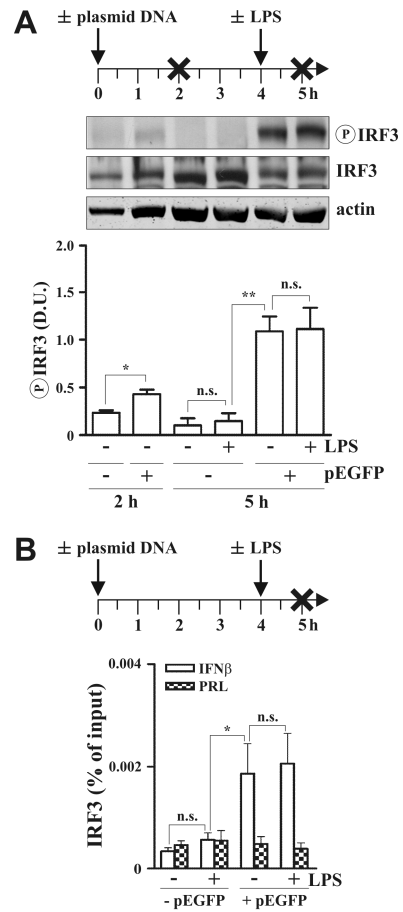 A
± plasmid DNA ± LPS
0 1 2 3 4 5 h
Ⓟ IRF3
IRF3
actin
2.0
1.5
1.0
0.5
0
Ⓟ IRF3 (D.U.)
n.s.
**
*
n.s.
- - - + - + LPS
- + - + pEGFP
2 h 5 h
B
± plasmid DNA ± LPS
0 1 2 3 4 5 h
0.004
0.002
0
IRF3 (% of input)
IFNβ
PRL
n.s.
*
n.s.
- + - + LPS
- pEGFP + pEGFP